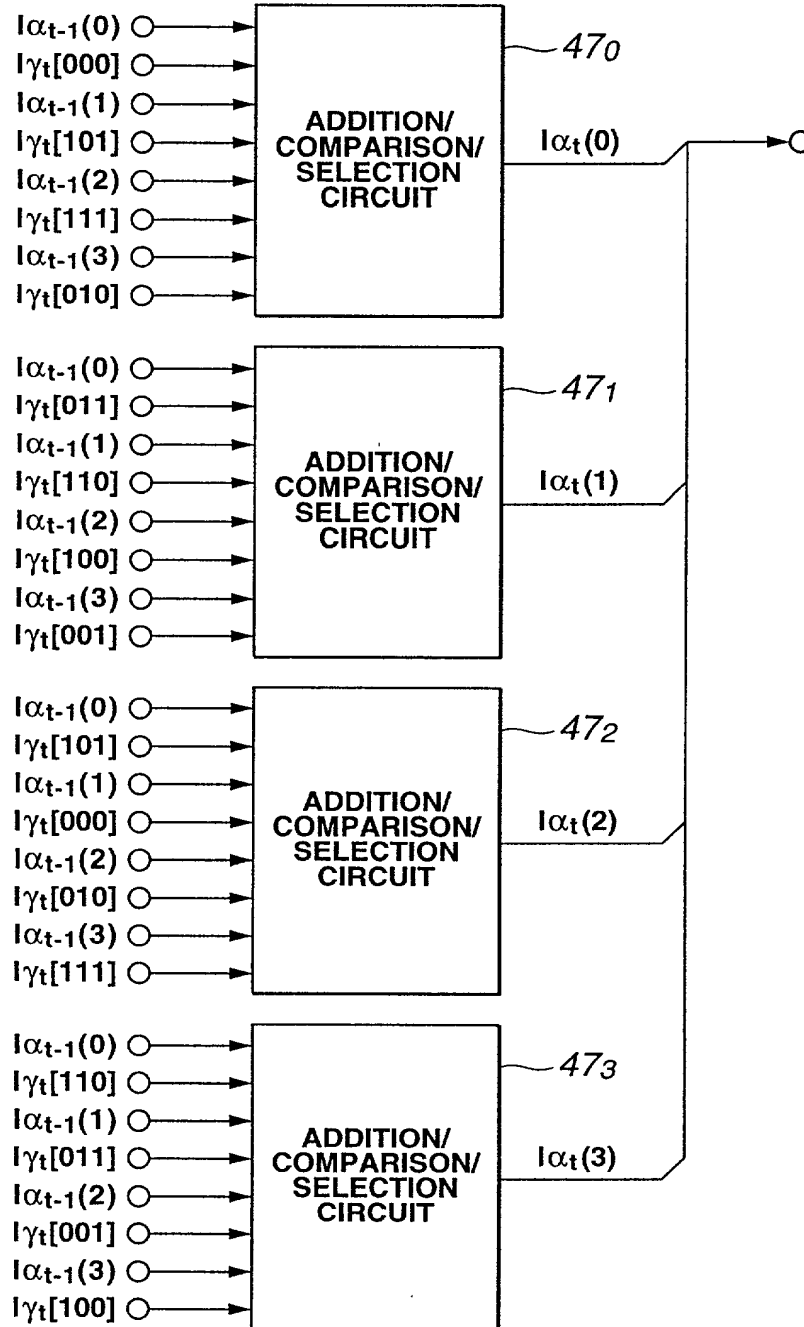 Iαt-1(0)
Iγt[000]
Iαt-1(1)
Iγt[101]
Iαt-1(2)
Iγt[111]
Iαt-1(3)
Iγt[010]
ADDITION/
COMPARISON/
SELECTION
CIRCUIT
470
Iαt(0)
Iαt-1(0)
Iγt[011]
Iαt-1(1)
Iγt[110]
Iαt-1(2)
Iγt[100]
Iαt-1(3)
Iγt[001]
ADDITION/
COMPARISON/
SELECTION
CIRCUIT
471
Iαt(1)
Iαt-1(0)
Iγt[101]
Iαt-1(1)
Iγt[000]
Iαt-1(2)
Iγt[010]
Iαt-1(3)
Iγt[111]
ADDITION/
COMPARISON/
SELECTION
CIRCUIT
472
Iαt(2)
Iαt-1(0)
Iγt[110]
Iαt-1(1)
Iγt[011]
Iαt-1(2)
Iγt[001]
Iαt-1(3)
Iγt[100]
ADDITION/
COMPARISON/
SELECTION
CIRCUIT
473
Iαt(3)